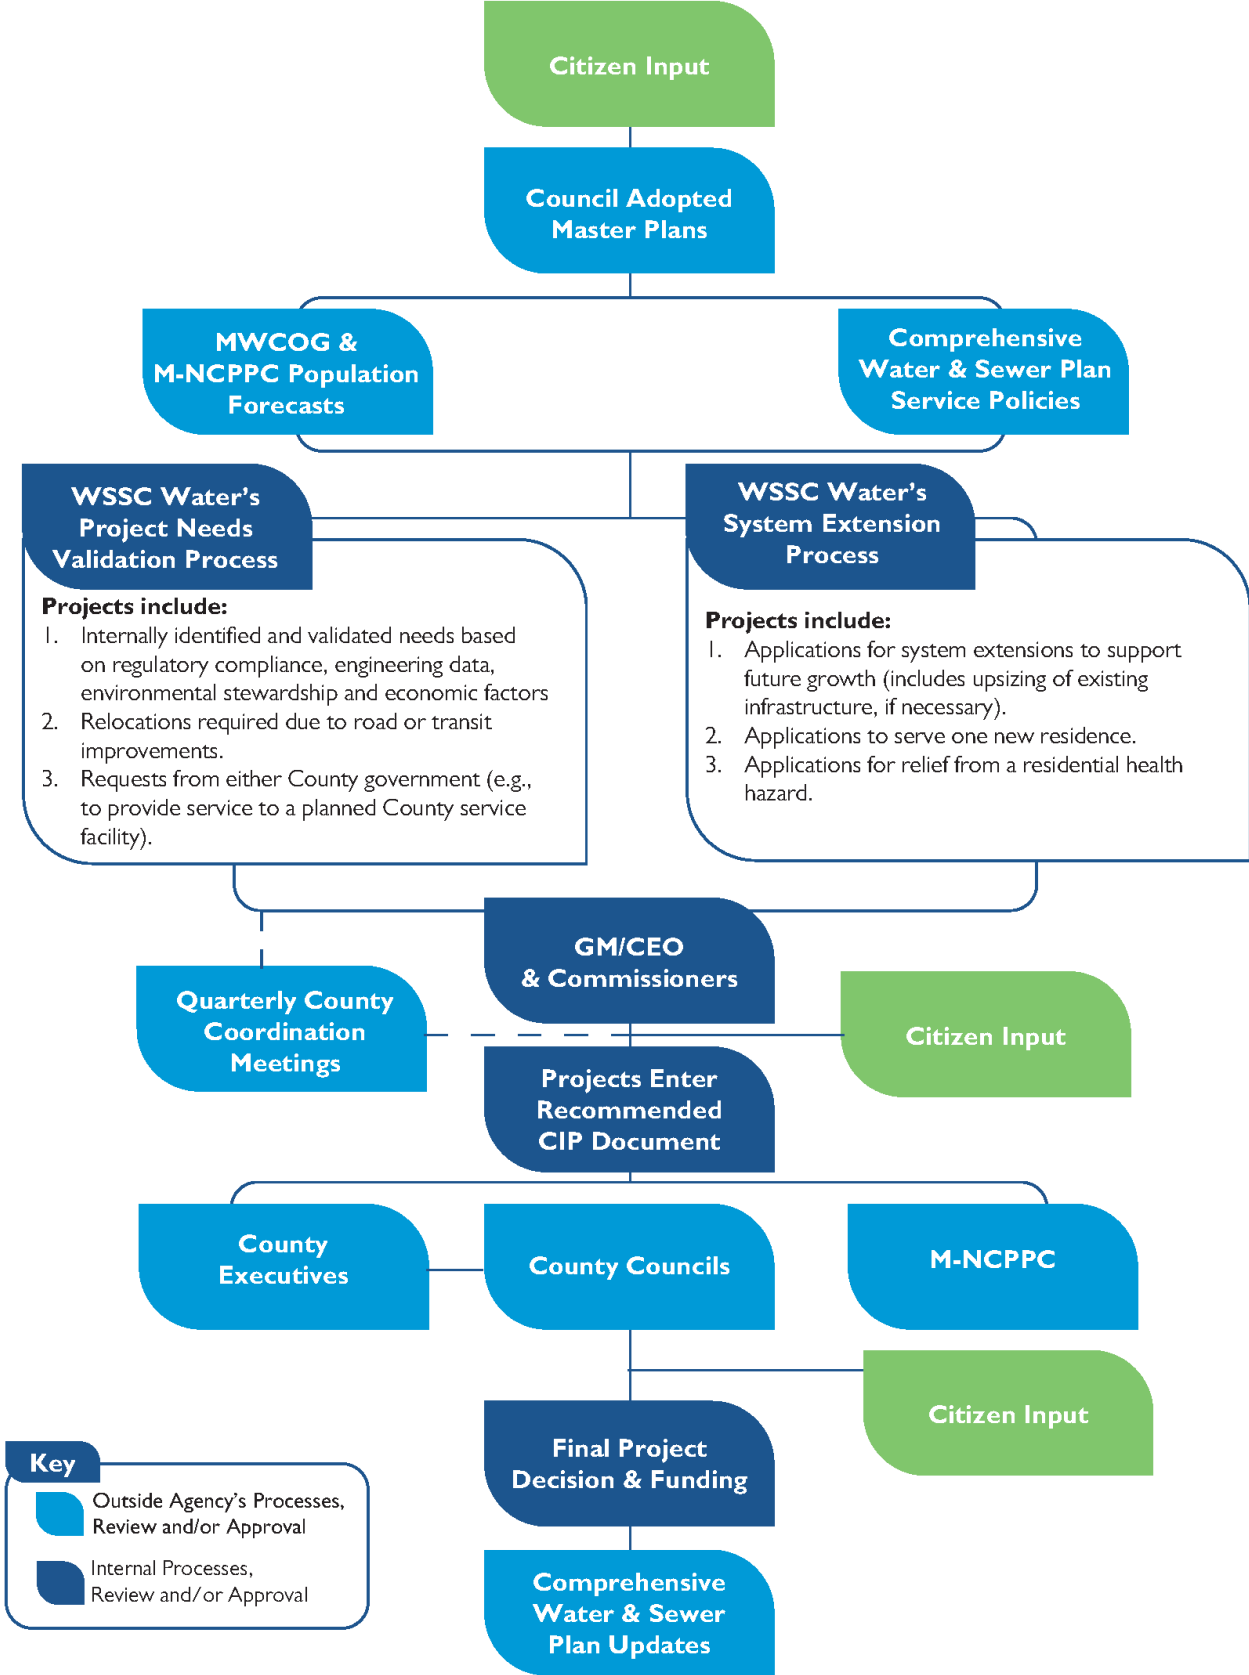 Citizen Input
Council Adopted
Master Plans
MWCOG &
M-NCPPC Population
Forecasts
Comprehensive
Water & Sewer Plan
Service Policies
WSSC Water's
Project Needs
Validation Process
Projects include:
1. Internally identified and validated needs based
on regulatory compliance, engineering data,
environmental stewardship and economic factors
2. Relocations required due to road or transit
improvements.
3. Requests from either County government (e.g.,
to provide service to a planned County service
facility).
WSSC Water's
System Extension
Process
Projects include:
1. Applications for system extensions to support
future growth (includes upsizing of existing
infrastructure, if necessary).
2. Applications to serve one new residence.
3. Applications for relief from a residential health
hazard.
GM/CEO
& Commissioners
Quarterly County
Coordination
Meetings
Citizen Input
Projects Enter
Recommended
CIP Document
County
Executives
County Councils
M-NCPPC
Citizen Input
Final Project
Decision & Funding
Comprehensive
Water & Sewer
Plan Updates
Key
Outside Agency's Processes,
Review and/or Approval
Internal Processes,
Review and/or Approval